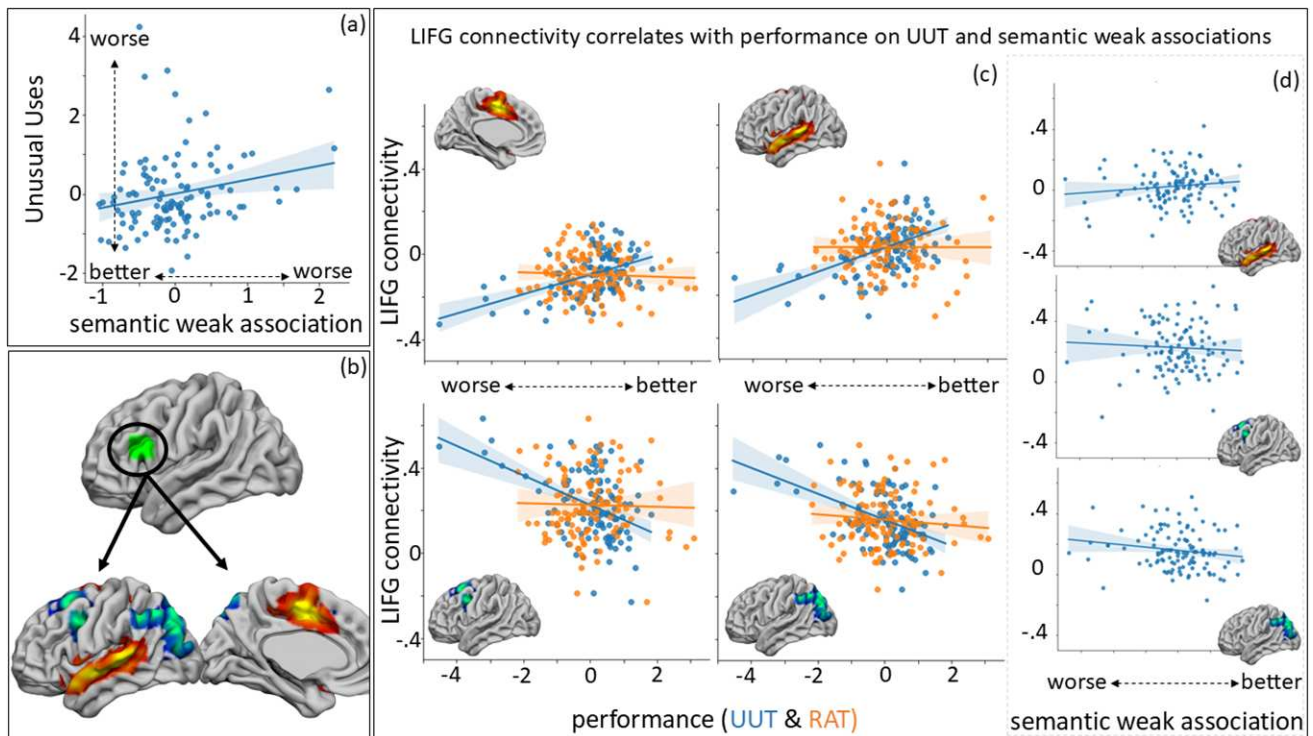 (a)
4
worse
2
Unusual Uses
0
better
worse
-2
-1
0
1
2
semantic weak association
(b)
LIFG connectivity correlates with performance on UUT and semantic weak associations
(c)
LIFG connectivity
.4
0
-.4
worse
better
worse
better
LIFG connectivity
.4
0
-.4
-4
-2
0
2
-4
-2
0
2
performance (UUT & RAT)
(d)
.4
0
-.4
.4
0
-.4
.4
0
-.4
worse
better
semantic weak association